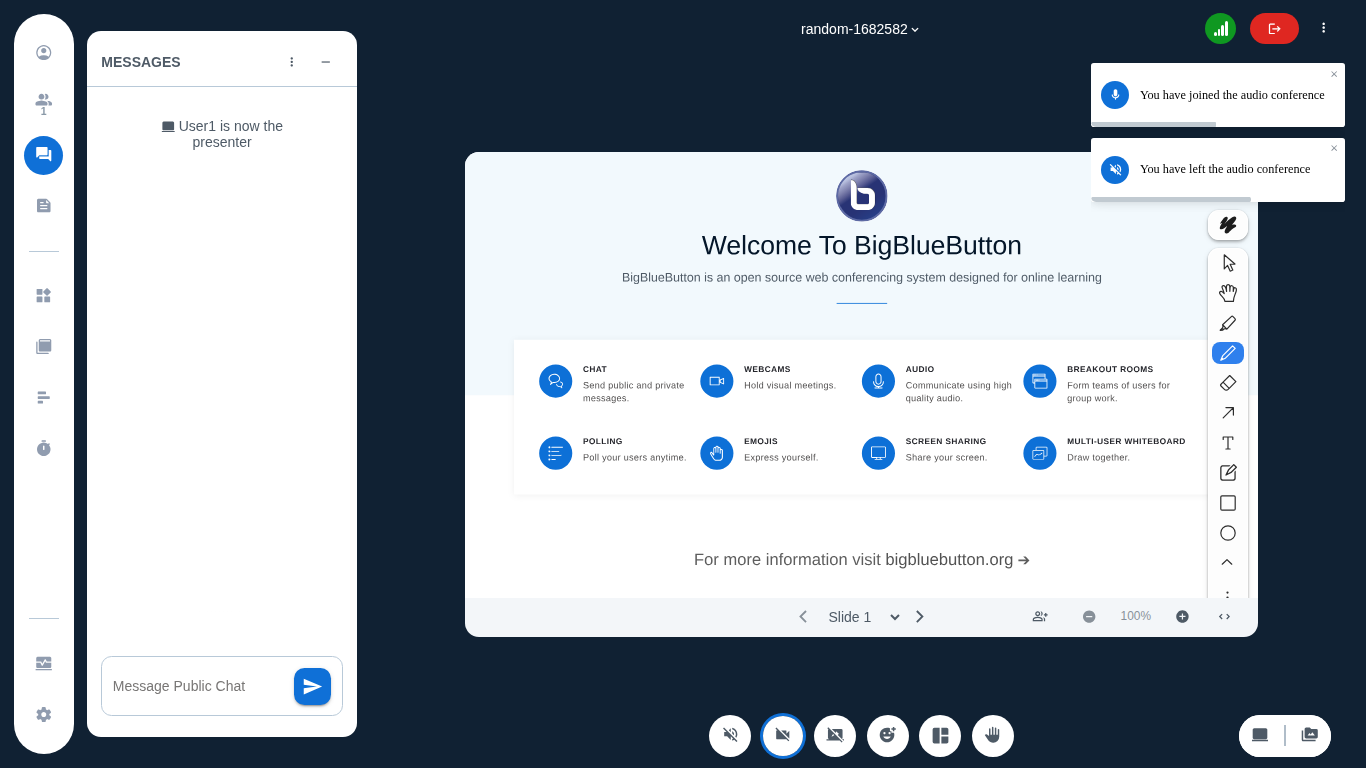 random-1682582
MESSAGES
1
User1 is now the
presenter
Message Public Chat
You have joined the audio conference
You have left the audio conference
Welcome To BigBlueButton
BigBlueButton is an open source web conferencing system designed for online learning
CHAT
Send public and private
messages.
WEBCAMS
Hold visual meetings.
AUDIO
Communicate using high
quality audio.
BREAKOUT ROOMS
Form teams of users for
group work.
POLLING
Poll your users anytime.
EMOJIS
Express yourself.
SCREEN SHARING
Share your screen.
MULTI-USER WHITEBOARD
Draw together.
For more information visit bigbluebutton.org →
Slide 1
100%